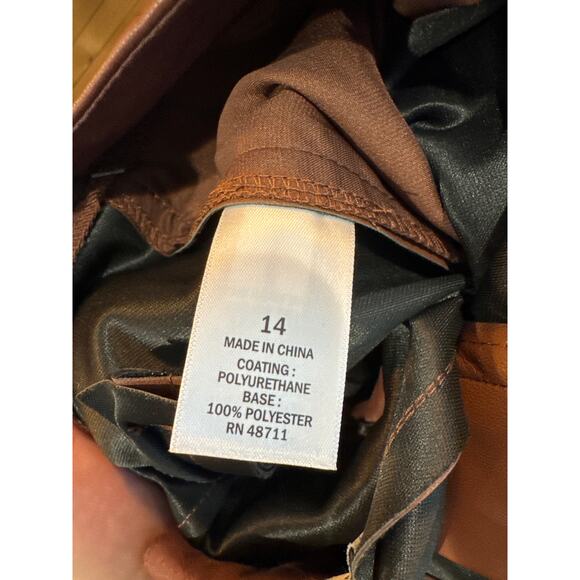 14
MADE IN CHINA
COATING :
POLYURETHANE
BASE :
100% POLYESTER
RN 48711